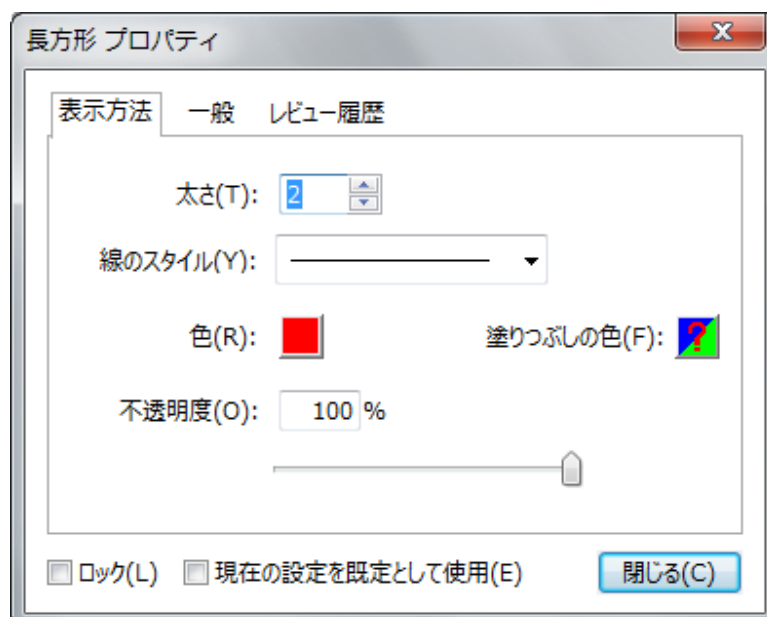 長方形 プロパティ
表示方法 一般 レビュー履歴
太さ(T): 2
線のスタイル(Y):
色(R): 塗りつぶしの色(F): ?
不透明度(O): 100 %
ロック(L) 現在の設定を既定として使用(E) 閉じる(C)